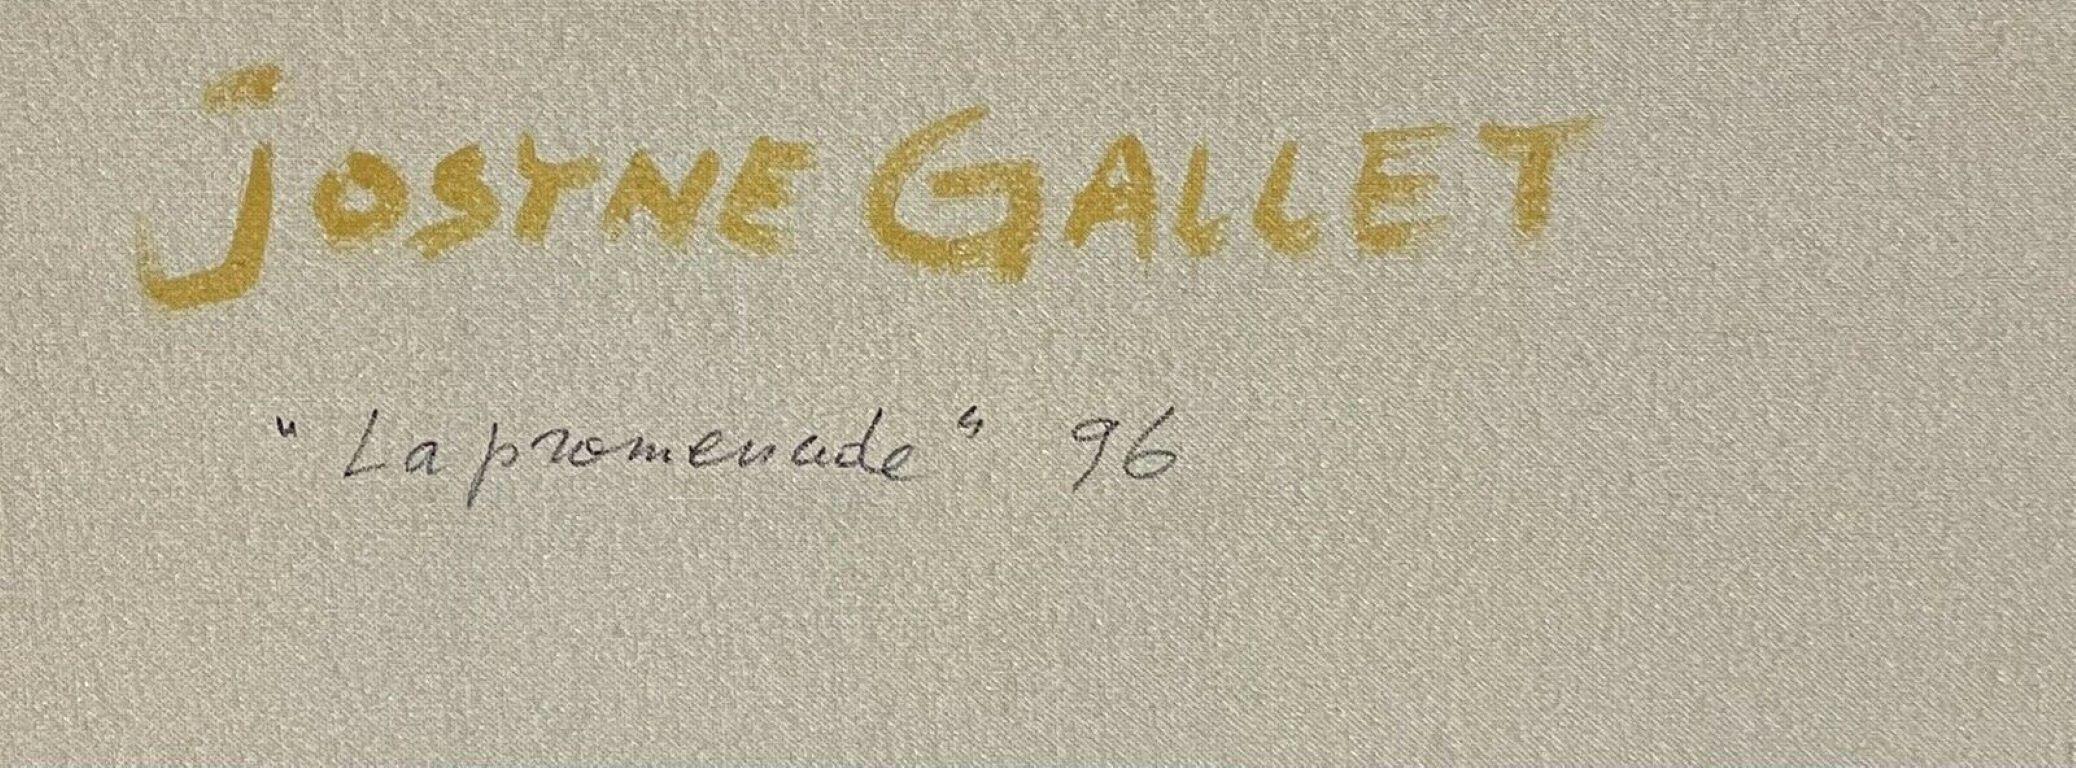 JOSYNE GALLET
"La promenade" 96